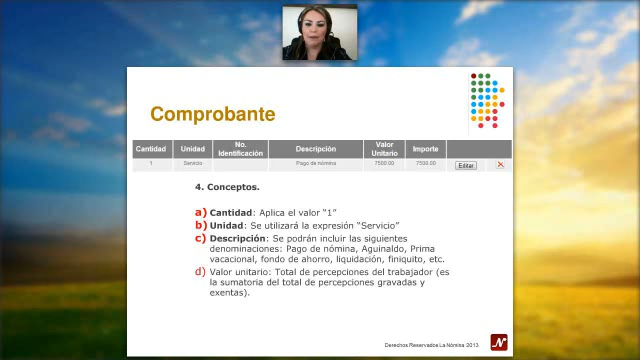 Comprobante
Cantidad Unidad No. Identificación Descripción Valor Unitario Importe
1 Servicio Pago de nómina 7500.00 7500.00 Editar
4. Conceptos.
a) Cantidad: Aplica el valor “1”
b) Unidad: Se utilizará la expresión “Servicio”
c) Descripción: Se podrán incluir las siguientes
denominaciones: Pago de nómina, Aguinaldo, Prima
vacacional, fondo de ahorro, liquidación, finiquito, etc.
d) Valor unitario: Total de percepciones del trabajador (es
la sumatoria del total de percepciones gravadas y
exentas).
Derechos Reservados La Nómina 2013
N